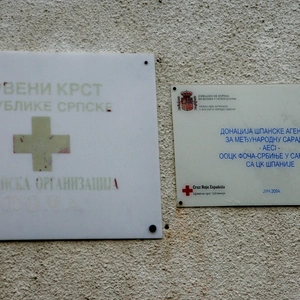 ВЕНИ КРСТ
УБЛИКЕ СРПСКЕ
НСКА ОРГАНИЗАЦИЈА
ДОНАЦИЈА ШПАНСКЕ АГЕН
ЗА МЕЂУНАРОДНУ САРАД
- AECI -
ООЦК ФОЧА-СРБИЊЕ У САР
СА ЦК ШПАНИЈЕ
Cruz Roja Española